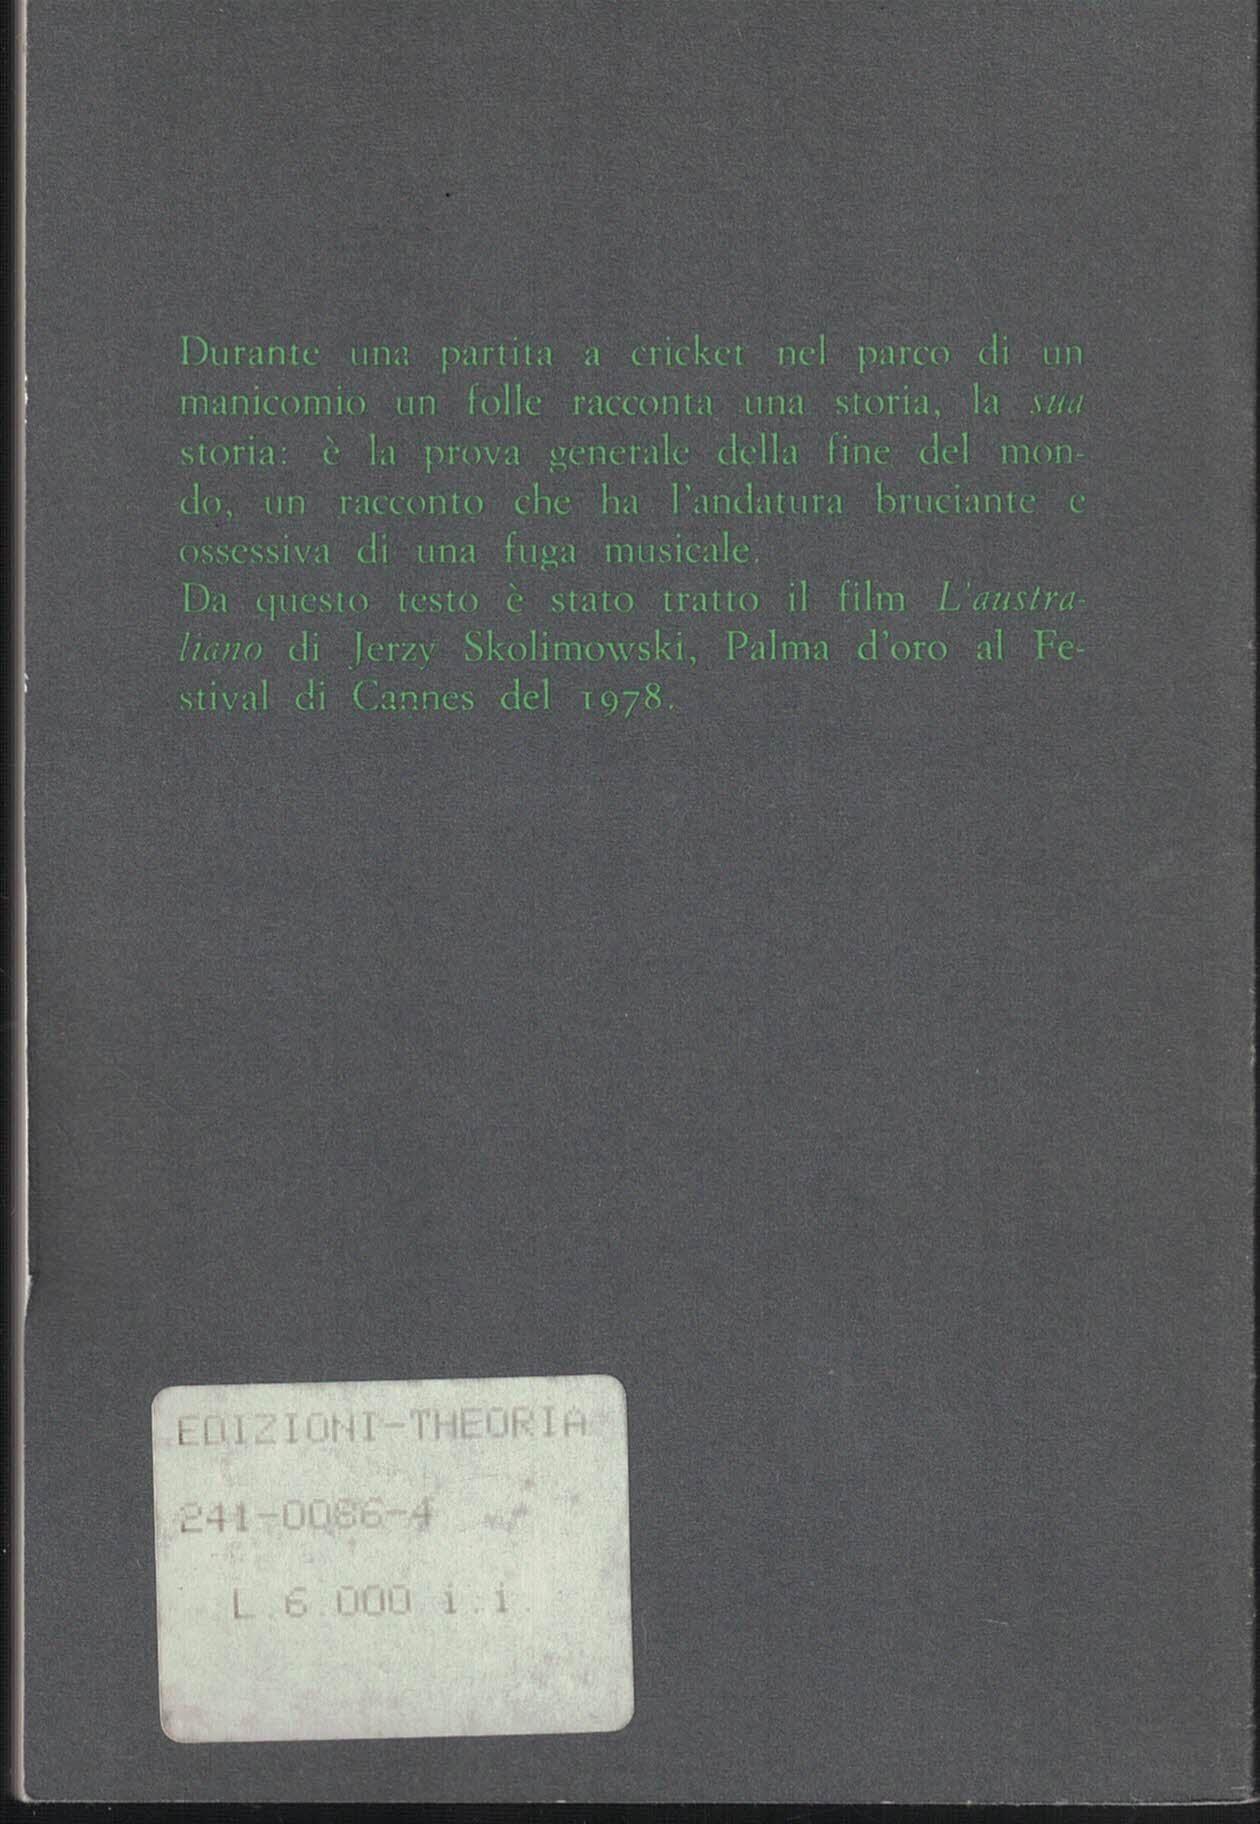 Durante una partita a cricket nel parco di un
manicomio un folle racconta una storia, la sua
storia: è la prova generale della fine del mon-
do, un racconto che ha l'andatura bruciante e
ossessiva di una fuga musicale.
Da questo testo è stato tratto il film L'austra-
liano di Jerzy Skolimowski, Palma d'oro al Fe-
stival di Cannes del 1978.
EDIZIONI-THEORIA
241-0086-4
L.6.000 i.i.